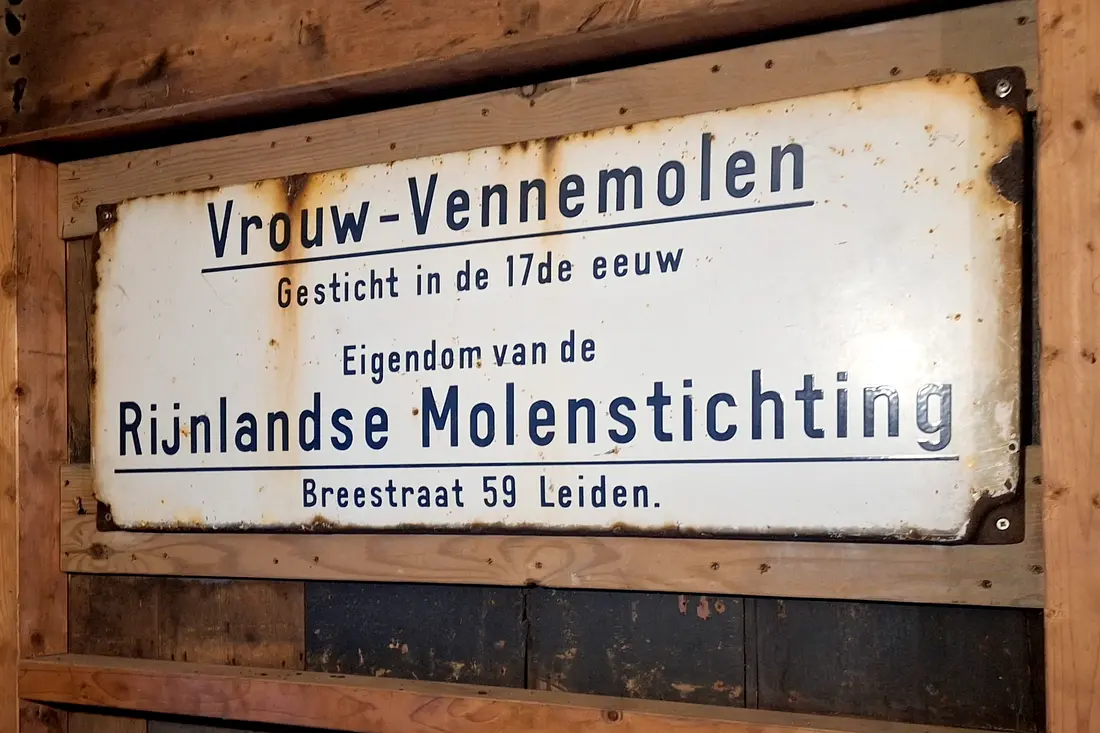 Vrouw-Vennemolen
Gesticht in de 17de eeuw
Eigendom van de
Rijnlandse Molenstichting
Breestraat 59 Leiden.